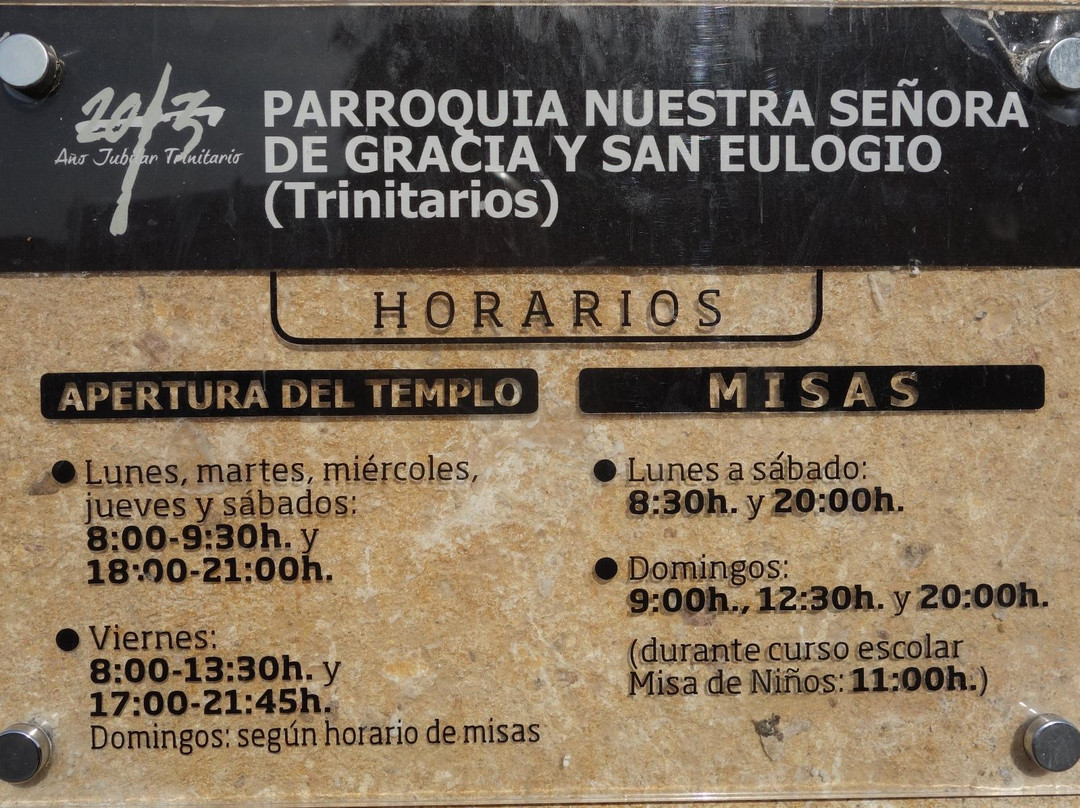 2013
Año Jubilar Trinitario
PARROQUIA NUESTRA SEÑORA
DE GRACIA Y SAN EULOGIO
(Trinitarios)
HORARIOS
APERTURA DEL TEMPLO
Lunes, martes, miércoles,
jueves y sábados:
8:00-9:30h. y
18:00-21:00h.
Viernes:
8:00-13:30h. y
17:00-21:45h.
Domingos: según horario de misas
MISAS
Lunes a sábado:
8:30h. y 20:00h.
Domingos:
9:00h., 12:30h. y 20:00h.
(durante curso escolar
Misa de Niños: 11:00h.)